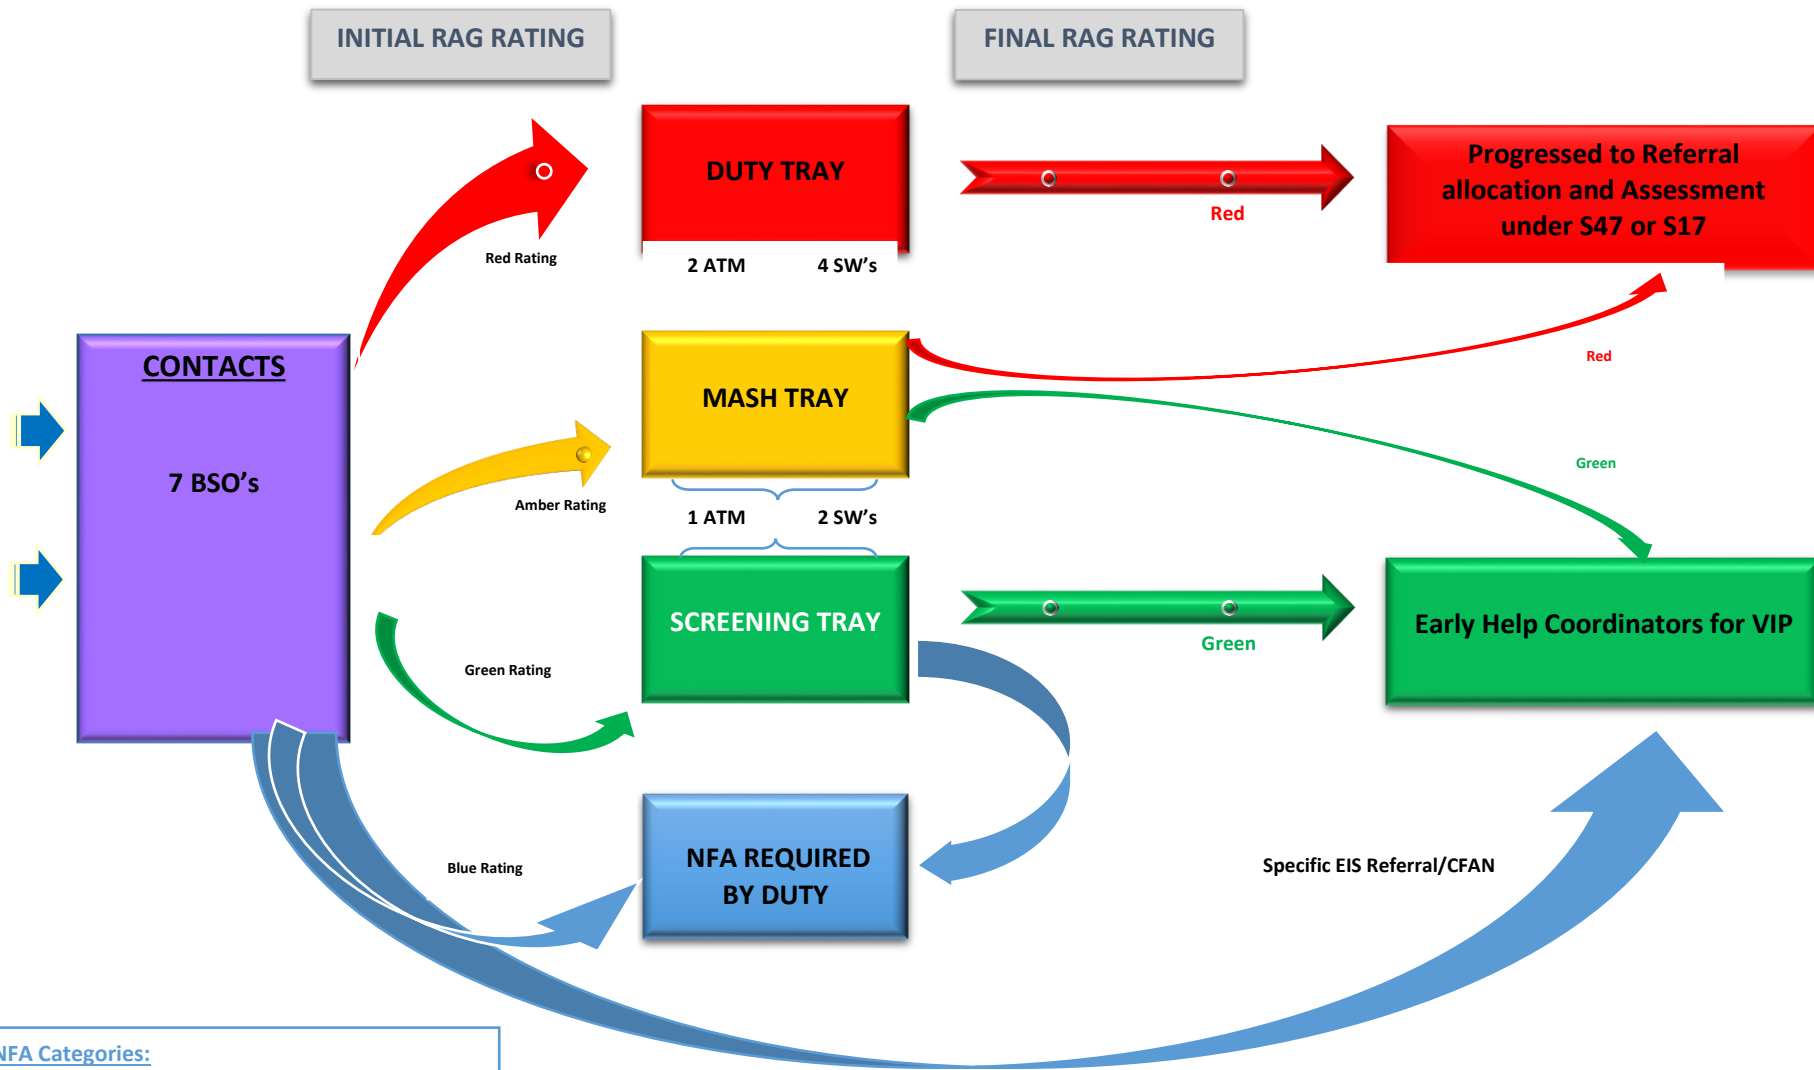 INITIAL RAG RATING
FINAL RAG RATING
DUTY TRAY
2 ATM 4 SW's
Red Rating
Red
Progressed to Referral
allocation and Assessment
under S47 or S17
CONTACTS
7 BSO's
MASH TRAY
Amber Rating
1 ATM 2 SW's
Red
Green
SCREENING TRAY
Green Rating
Green
Early Help Coordinators for VIP
NFA REQUIRED
BY DUTY
Blue Rating
Specific EIS Referral/CFAN
NFA Categories: